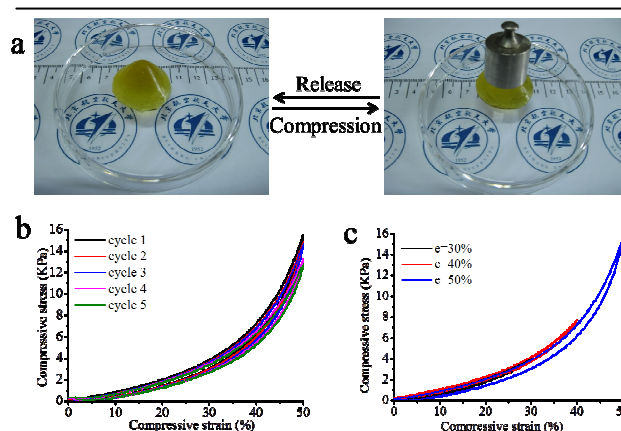 a
Release
Compression
b
16
14
12
10
8
6
4
2
0
Compressive stress (KPa)
cycle 1
cycle 2
cycle 3
cycle 4
cycle 5
0 10 20 30 40 50
Compressive strain (%)
c
16
14
12
10
8
6
4
2
0
Compressive stress (KPa)
e=30%
e 40%
e 50%
0 10 20 30 40 50
Compressive strain (%)
1952